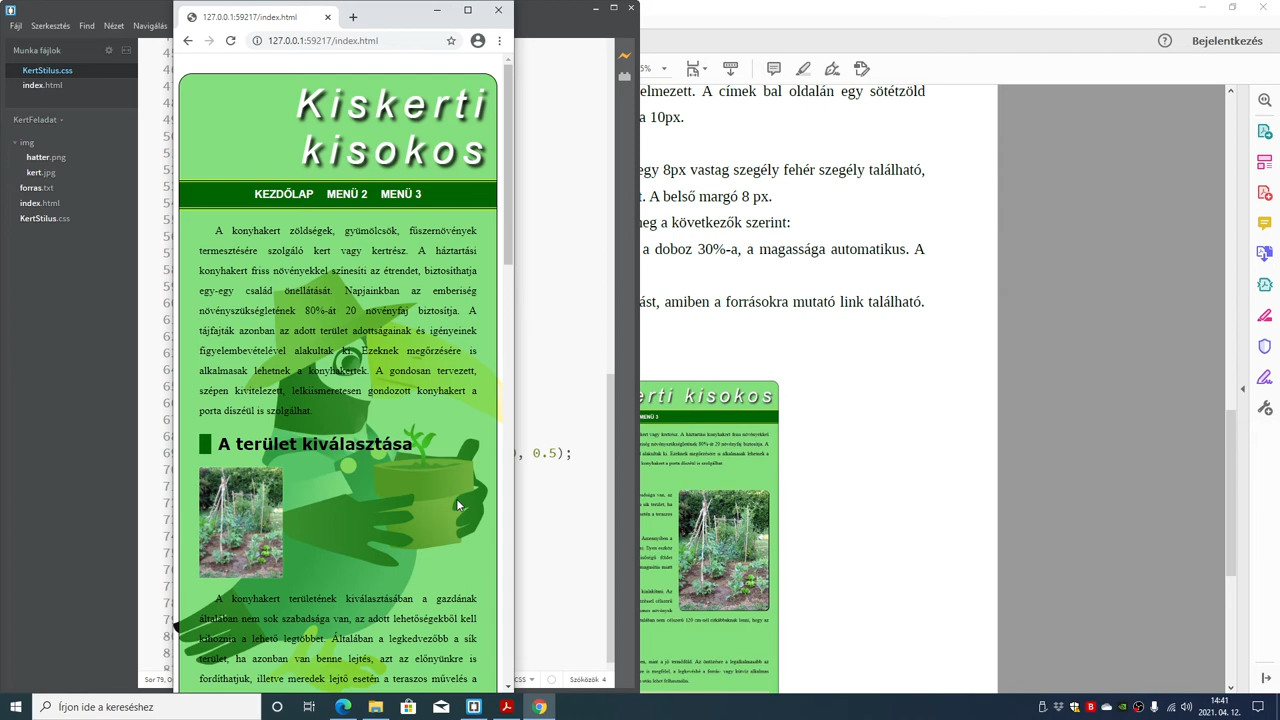 127.0.0.1:59217/index.html
127.0.0.1:59217/index.html
Fájl Szerkesztés Find Nézet Navigálás
Munka fájlok
KertStilus.css
index.html
KertFeladat
img
hatter.png
kert.jpg
forras.txt
index.html
KertStilus.css
Kiskerti
kisokos
KEZDŐLAP MENÜ 2 MENÜ 3
A konyhakert zöldségek, gyümölcsök, fűszernövények
termesztésére szolgáló kert vagy kertrész. A háztartási
konyhakert friss növényekkel színesíti az étrendet, biztosíthatja
egy-egy család önellátását. Napjainkban az emberiség
növényszükségletének 80%-át 20 növényfaj biztosítja. A
tájfajták azonban az adott terület adottságainak és igényeinek
figyelembevételével alakultak ki. Ezeknek megőrzésére is
alkalmasak lehetnek a konyhakertek. A gondosan tervezett,
szépen kivitelezett, lelkiismeretesen gondozott konyhakert a
porta díszéül is szolgálhat.
A terület kiválasztása
A konyhakert területének kiválasztásában a gazdának
általában nem sok szabadsága van, az adott lehetőségekből kell
kihoznia a lehető legtöbbet. Általában a legkedvezőbb a sík
terület, ha azonban van benne lejtés, azt az előnyünkre is
fordíthatjuk, illetve meredek lejtő esetén a teraszos művelés a
, 0.5);
Sor 79, O
CSS
Szóközök 4
Bejelentkezés
5%
elmezett. A címek bal oldalán egy sötétzöld
a 10px.
egy 8px vastag szegély fehér szegély található,
t. A belső margó 8 px.
neg a következők szerint:
a doboz 30%-a, a magassága automatikus. A
ást, amiben a forrásokra mutató link található.
erti kisokos
MENÜ 3
Írjon ide a kereséshez
14:41
2021. 04. 12.